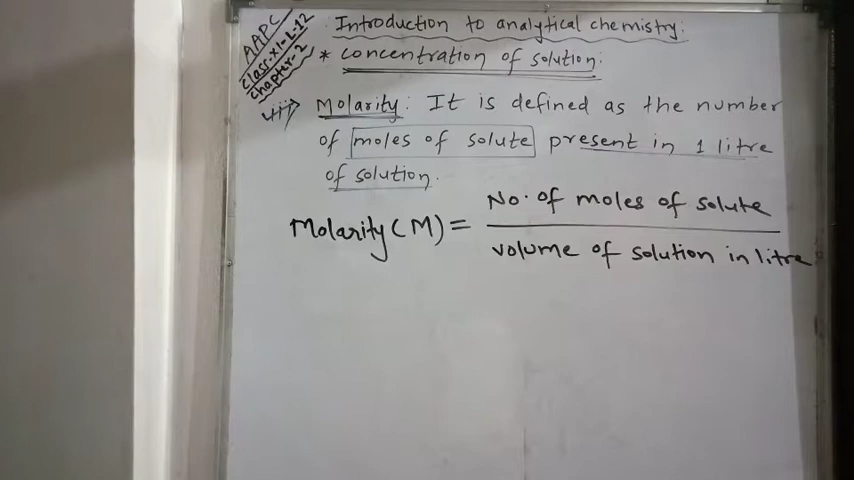 AAPC
Class-XI-L-12
Chapter-2
Introduction to analytical chemistry:
* Concentration of solution:
vii) Molarity: It is defined as the number
of moles of solute present in 1 litre
of solution.
Molarity(M) = No. of moles of solute
volume of solution in litre